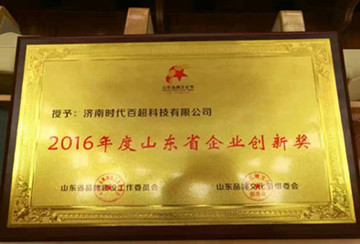 授予：济南时代百超科技有限公司
2016年度山东省企业创新奖
山东省品牌建设工作委员会 山东品牌文化节组委会